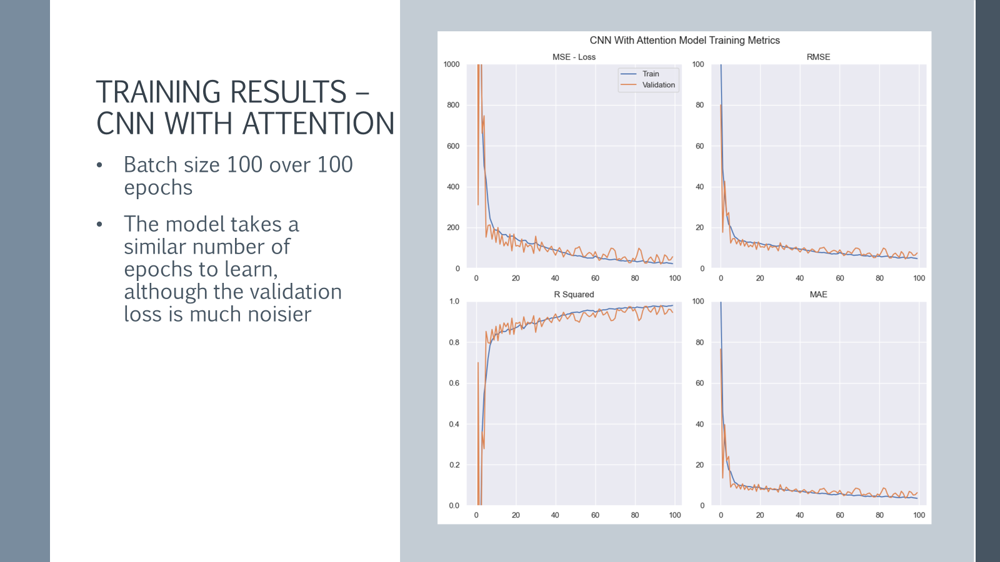 TRAINING RESULTS –
CNN WITH ATTENTION
• Batch size 100 over 100
epochs
• The model takes a
similar number of
epochs to learn,
although the validation
loss is much noisier
CNN With Attention Model Training Metrics
MSE - Loss
1000
800
600
400
200
0
0 20 40 60 80 100
Train
Validation
RMSE
100
80
60
40
20
0
0 20 40 60 80 100
R Squared
1.0
0.8
0.6
0.4
0.2
0.0
0 20 40 60 80 100
MAE
100
80
60
40
20
0
0 20 40 60 80 100